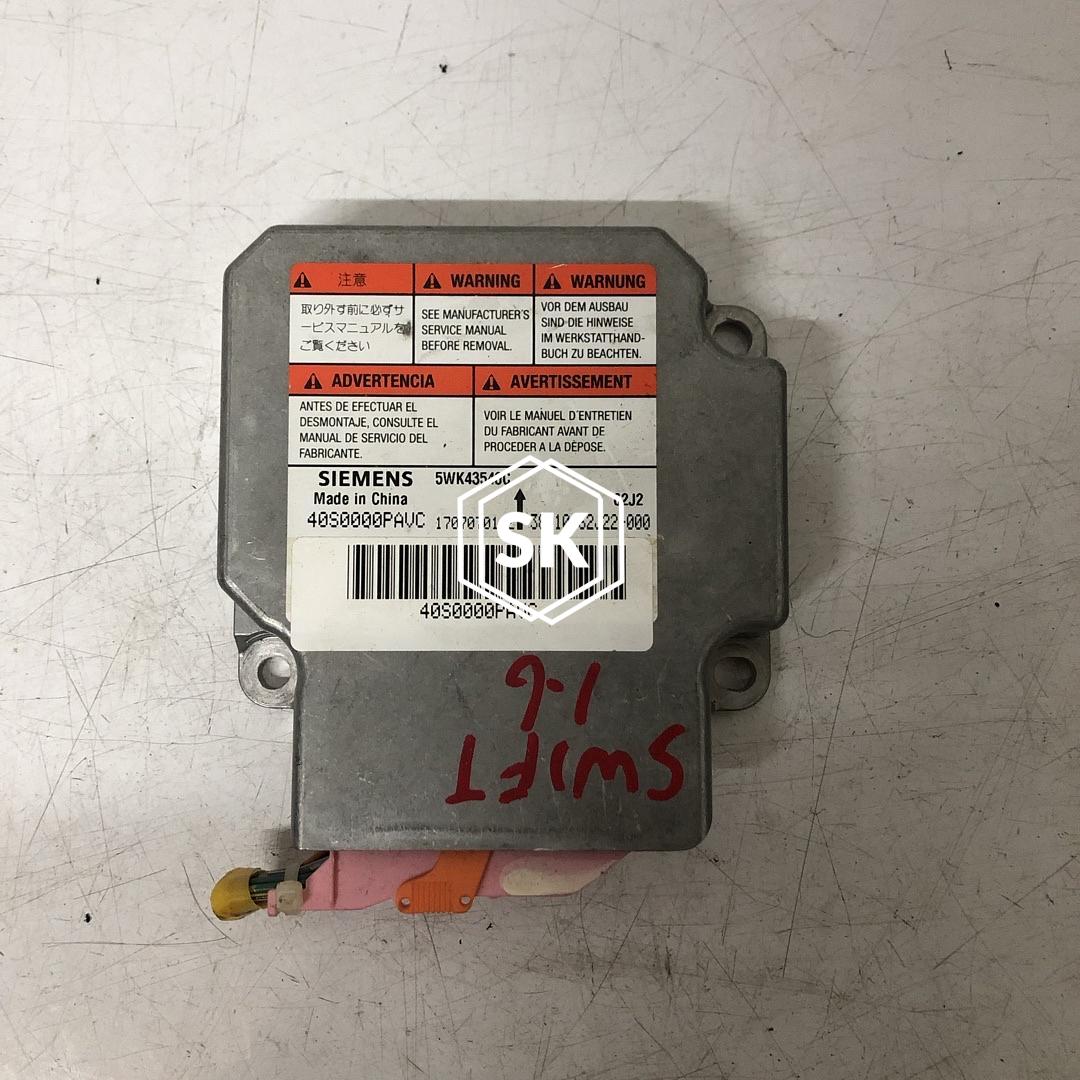 注意
取り外す前に必ずサ
ービスマニュアルを
ご覧ください
WARNING
SEE MANUFACTURER'S
SERVICE MANUAL
BEFORE REMOVAL.
WARNUNG
VOR DEM AUSBAU
SIND DIE HINWEISE
IM WERKSTATTHAND-
BUCH ZU BEACHTEN.
ADVERTENCIA
ANTES DE EFECTUAR EL
DESMONTAJE, CONSULTE EL
MANUAL DE SERVICIO DEL
FABRICANTE.
AVERTISSEMENT
VOIR LE MANUEL D'ENTRETIEN
DU FABRICANT AVANT DE
PROCEDER A LA DÉPOSE.
SIEMENS
Made in China
40S0000PAVC
SK
40S0000PAVC
SWIFT
1-6